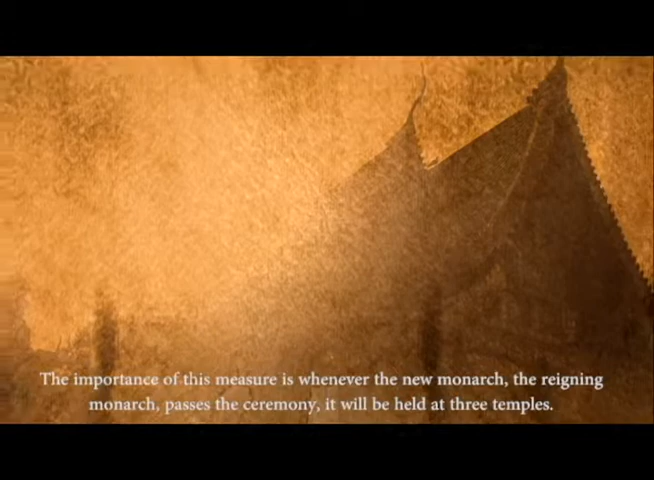 The importance of this measure is whenever the new monarch, the reigning
monarch, passes the ceremony, it will be held at three temples.